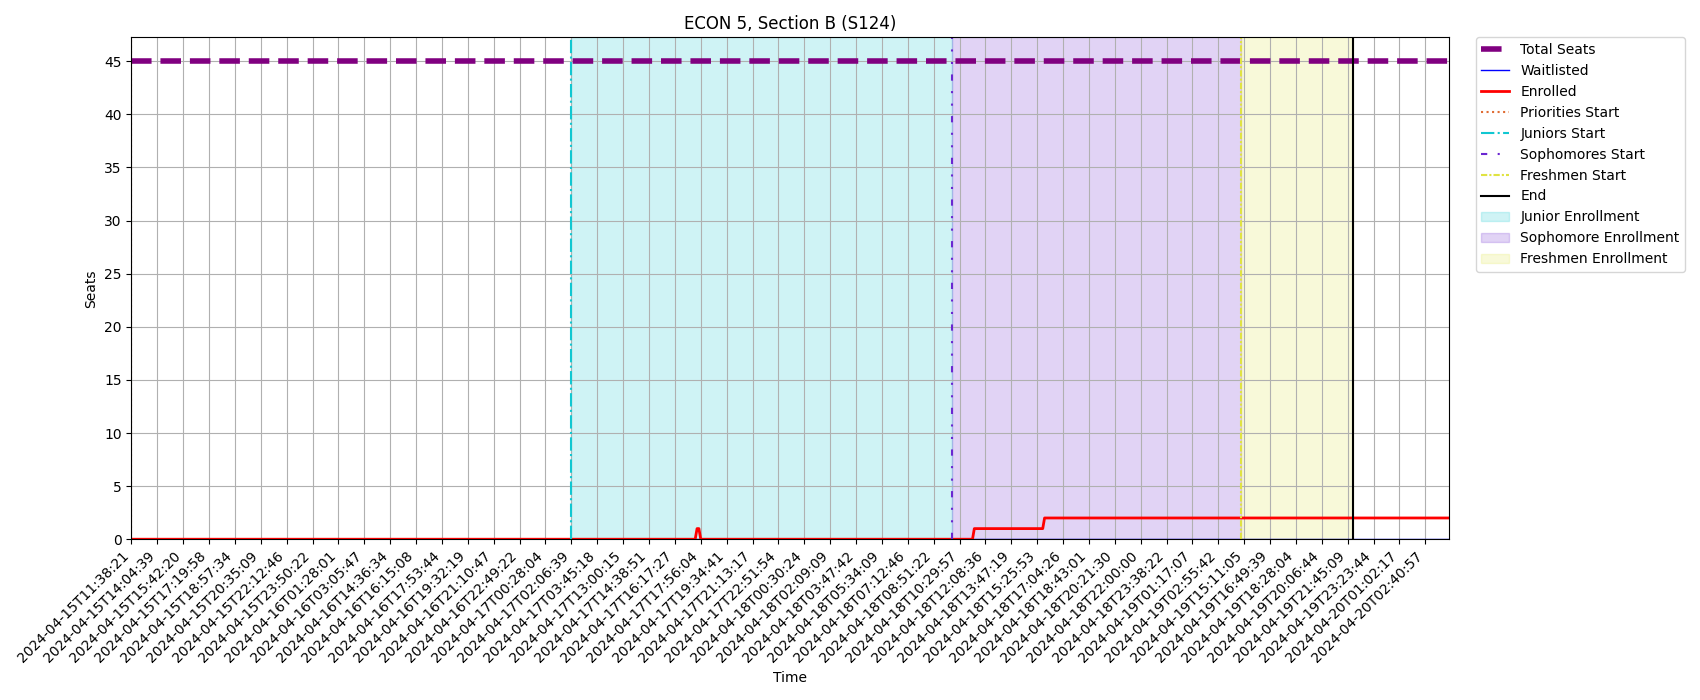 ECON 5, Section B (S124)
Total Seats
Waitlisted
Enrolled
Priorities Start
Juniors Start
Sophomores Start
Freshmen Start
End
Junior Enrollment
Sophomore Enrollment
Freshmen Enrollment
Seats
45
40
35
30
25
20
15
10
5
0
2024-04-15T11:38:21
2024-04-15T14:04:39
2024-04-15T15:42:20
2024-04-15T17:19:58
2024-04-15T18:57:34
2024-04-15T20:35:09
2024-04-15T22:12:46
2024-04-15T23:50:22
2024-04-16T01:28:01
2024-04-16T03:05:47
2024-04-16T14:36:34
2024-04-16T16:15:08
2024-04-16T17:53:44
2024-04-16T19:32:19
2024-04-16T21:10:47
2024-04-16T22:49:22
2024-04-17T00:28:04
2024-04-17T02:06:39
2024-04-17T03:45:18
2024-04-17T13:00:15
2024-04-17T14:38:51
2024-04-17T16:17:27
2024-04-17T17:56:04
2024-04-17T19:34:41
2024-04-17T21:13:17
2024-04-17T22:51:54
2024-04-18T00:30:24
2024-04-18T02:09:09
2024-04-18T03:47:42
2024-04-18T05:34:09
2024-04-18T07:12:46
2024-04-18T08:51:22
2024-04-18T10:29:57
2024-04-18T12:08:36
2024-04-18T13:47:19
2024-04-18T15:25:53
2024-04-18T17:04:26
2024-04-18T18:43:01
2024-04-18T20:21:30
2024-04-18T22:00:00
2024-04-18T23:38:22
2024-04-19T01:17:07
2024-04-19T02:55:42
2024-04-19T15:11:05
2024-04-19T16:49:39
2024-04-19T18:28:04
2024-04-19T20:06:44
2024-04-19T21:45:09
2024-04-19T23:23:44
2024-04-20T01:02:17
2024-04-20T02:40:57
Time